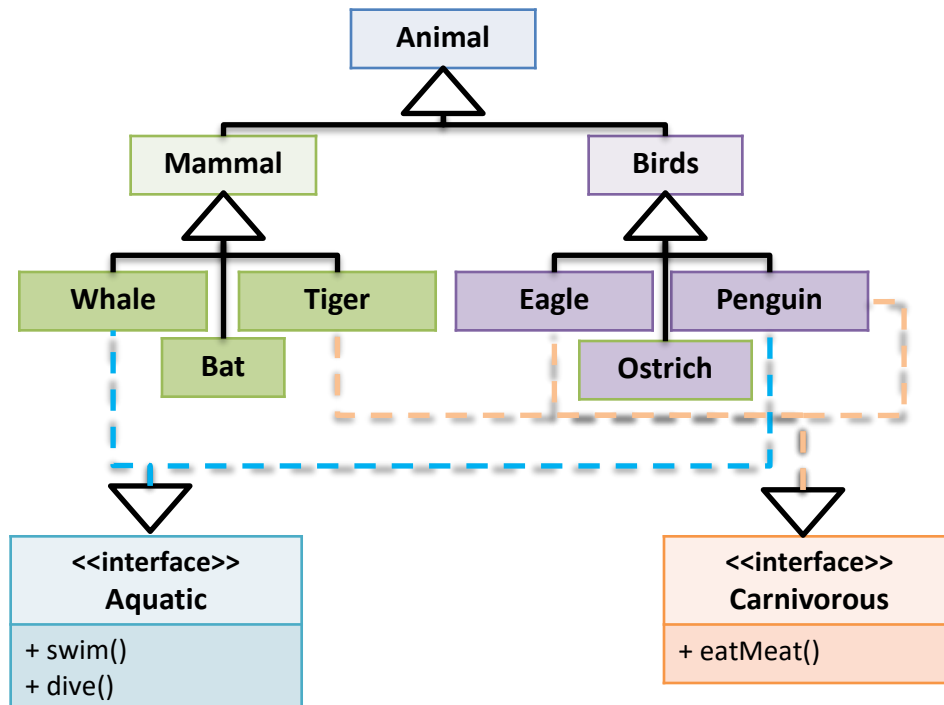 Animal
Mammal
Birds
Whale
Tiger
Eagle
Penguin
Bat
Ostrich
<<interface>>
Aquatic
+ swim()
+ dive()
<<interface>>
Carnivorous
+ eatMeat()